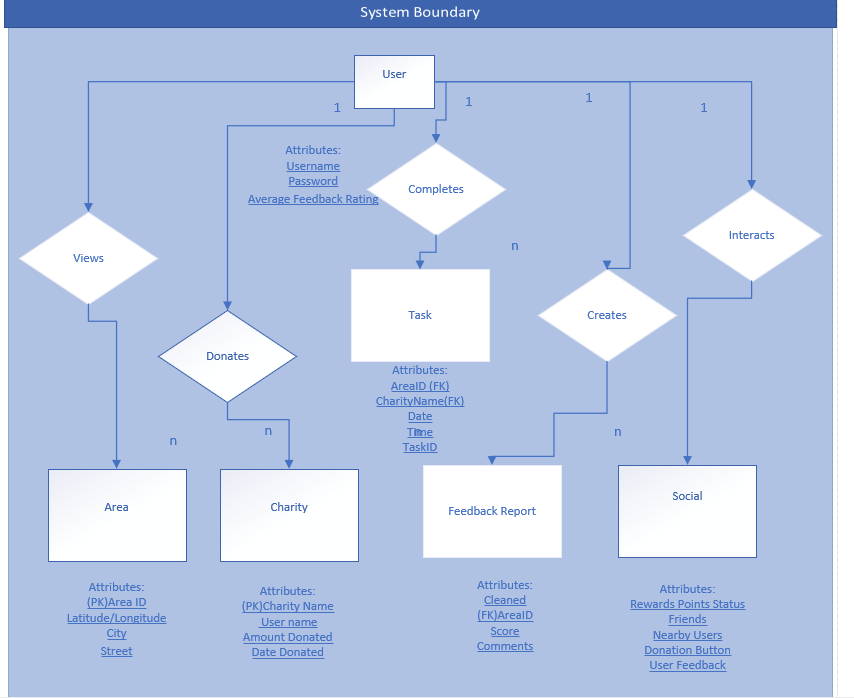 System Boundary
User
1
1
1
1
Attributes:
Username
Password
Average Feedback Rating
Completes
Interacts
n
Views
Task
Creates
Donates
Attributes:
AreaID (FK)
CharityName(FK)
Date
Time
n
TaskID
n
n
n
Area
Charity
Feedback Report
Social
Attributes:
(PK)Area ID
Latitude/Longitude
City
Street
Attributes:
(PK)Charity Name
User name
Amount Donated
Date Donated
Attributes:
Cleaned
(FK)AreaID
Score
Comments
Attributes:
Rewards Points Status
Friends
Nearby Users
Donation Button
User Feedback